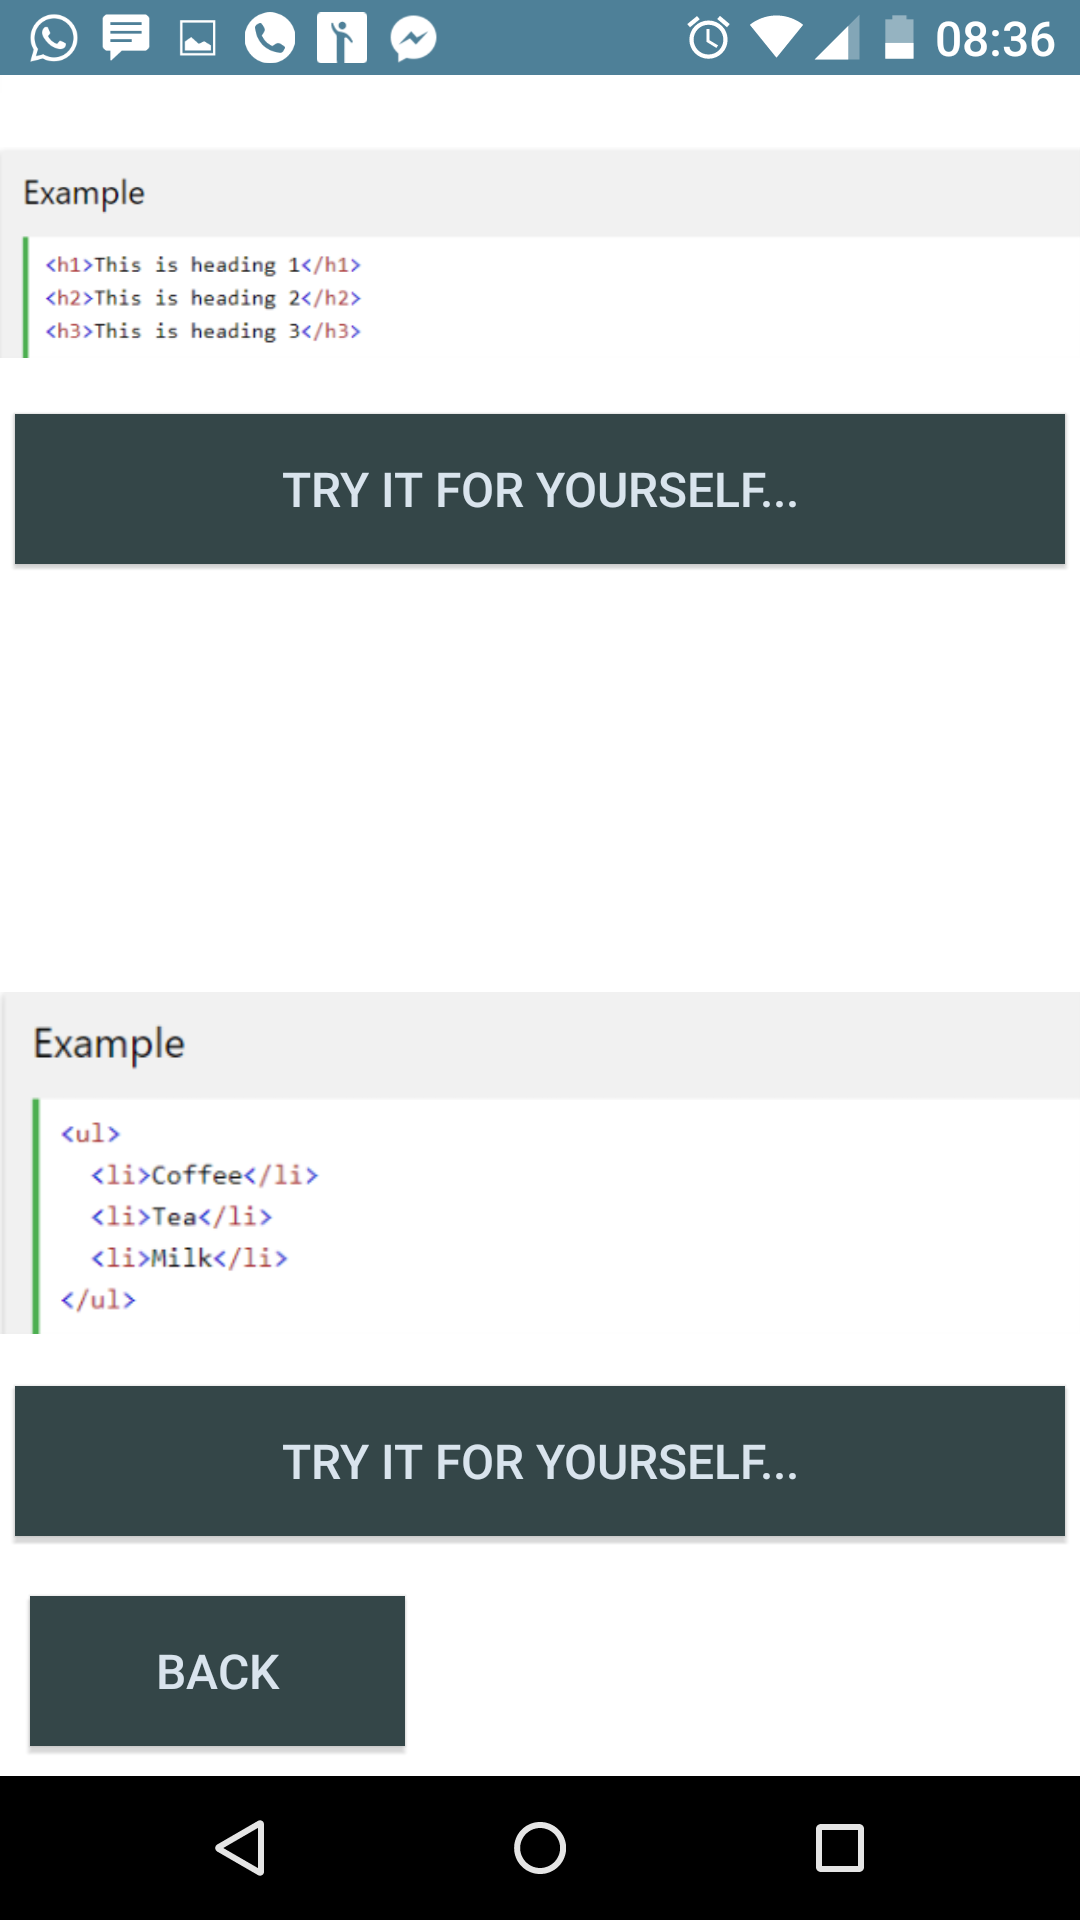 08:36
Example
<h1>This is heading 1</h1>
<h2>This is heading 2</h2>
<h3>This is heading 3</h3>
TRY IT FOR YOURSELF...
Example
<ul>
<li>Coffee</li>
<li>Tea</li>
<li>Milk</li>
</ul>
TRY IT FOR YOURSELF...
BACK